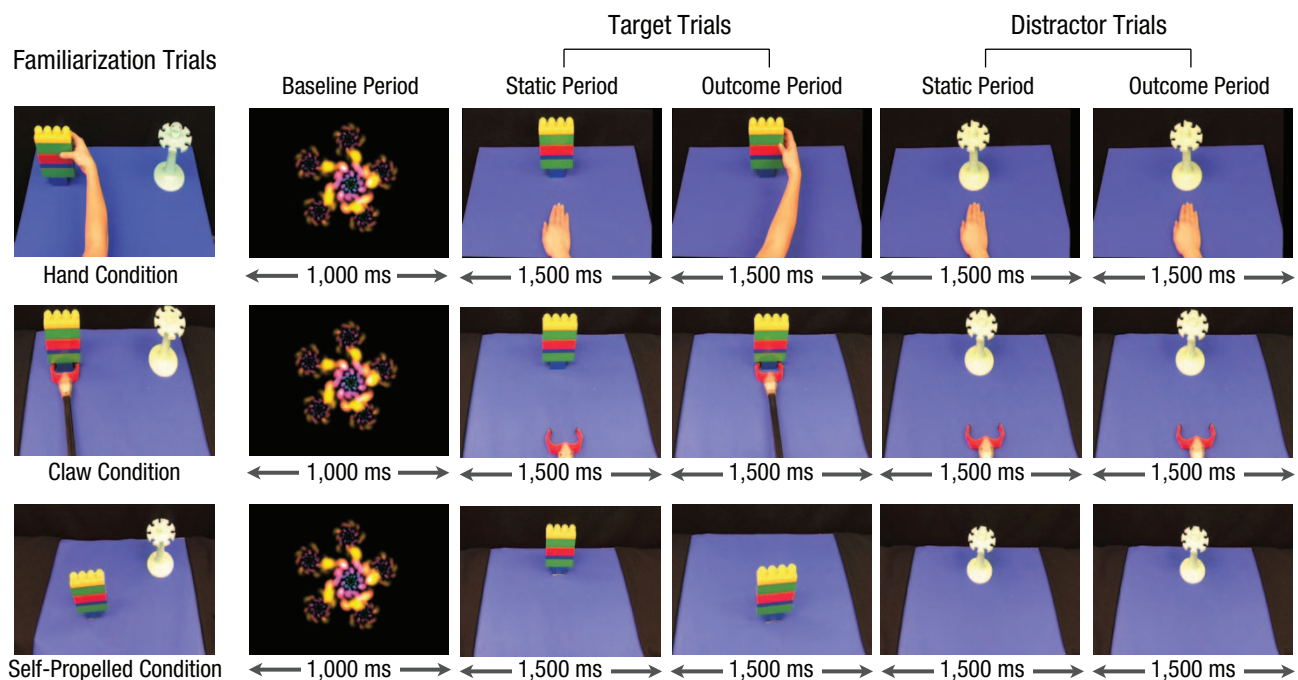 Target Trials
Distractor Trials
Familiarization Trials
Baseline Period
Static Period
Outcome Period
Static Period
Outcome Period
Hand Condition
1,000 ms
1,500 ms
1,500 ms
1,500 ms
1,500 ms
Claw Condition
1,000 ms
1,500 ms
1,500 ms
1,500 ms
1,500 ms
Self-Propelled Condition
1,000 ms
1,500 ms
1,500 ms
1,500 ms
1,500 ms